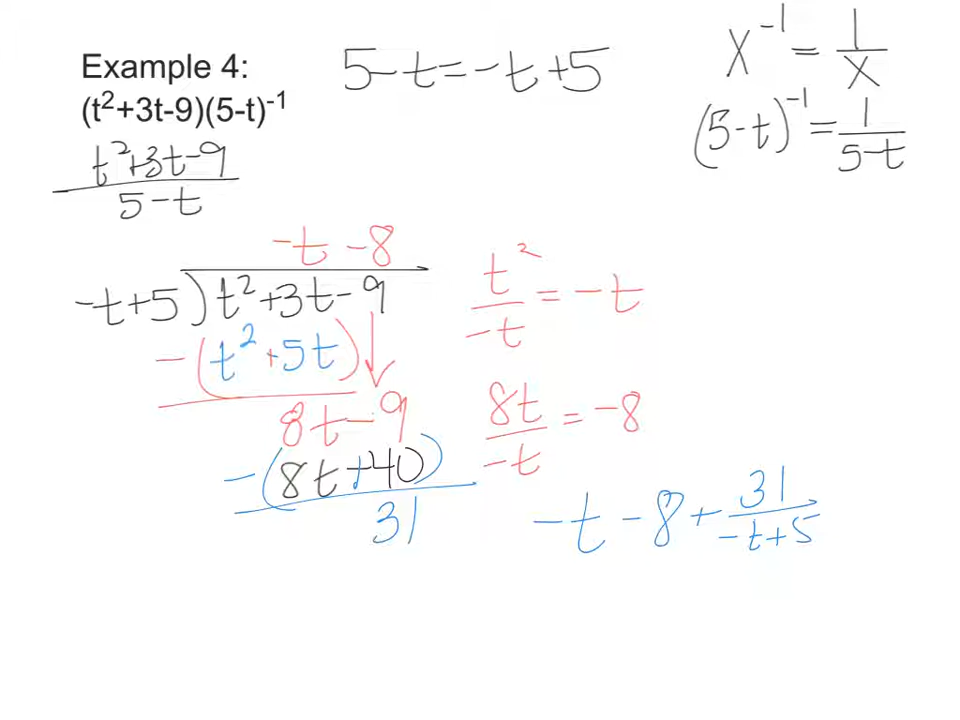 Example 4:
(t²+3t-9)(5-t)⁻¹
5-t=-t+5
x⁻¹ = 1/x
(5-t)⁻¹ = 1/(5-t)
(t²+3t-9)/(5-t)
-t -8
-t+5)t²+3t-9
-(t²+5t)
8t-9
-(8t+40)
31
t²/-t = -t
8t/-t = -8
-t-8+31/(-t+5)